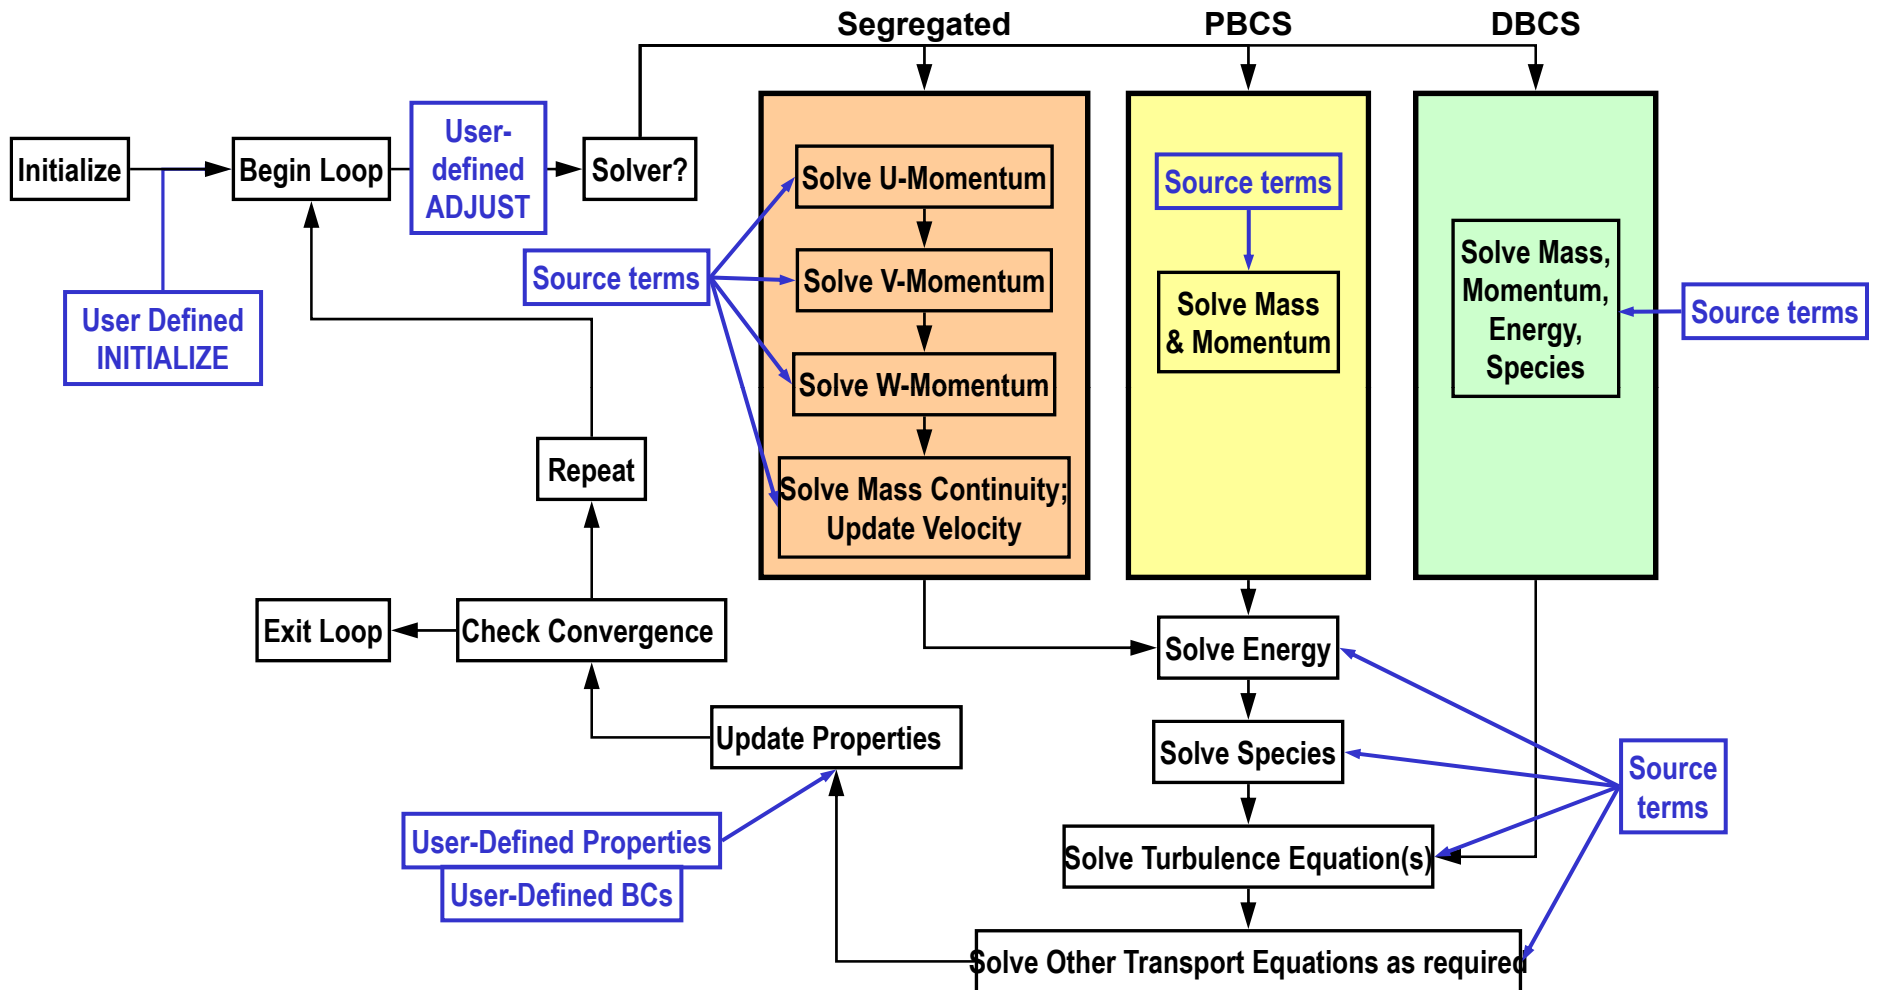 Segregated
PBCS
DBCS
Initialize
Begin Loop
User-
defined
ADJUST
Solver?
User Defined
INITIALIZE
Source terms
Solve U-Momentum
Solve V-Momentum
Solve W-Momentum
Solve Mass Continuity;
Update Velocity
Source terms
Solve Mass
& Momentum
Solve Mass,
Momentum,
Energy,
Species
Source terms
Repeat
Exit Loop
Check Convergence
Update Properties
User-Defined Properties
User-Defined BCs
Solve Energy
Solve Species
Solve Turbulence Equation(s)
Solve Other Transport Equations as required
Source
terms